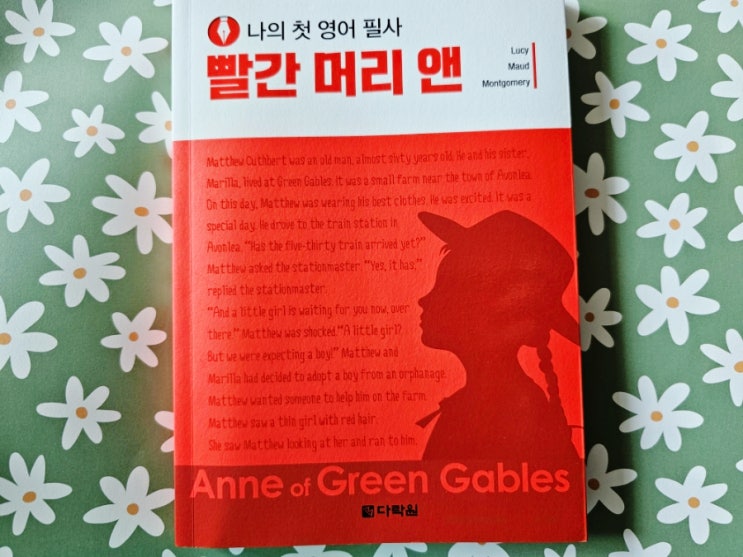 나의 첫 영어 필사
빨간 머리 앤
Lucy
Maud
Montgomery
Matthew Cuthbert was an old man, almost sixty years old. He and his sister,
Marilla, lived at Green Gables. It was a small farm near the town of Avonlea.
On this day, Matthew was wearing his best clothes. He was excited. It was a
special day. He drove to the train station in
Avonlea. “Has the five-thirty train arrived yet?”
Matthew asked the stationmaster. “Yes, it has,”
replied the stationmaster.
“And a little girl is waiting for you now, over
there.” Matthew was shocked. “A little girl?
But we were expecting a boy!” Matthew and
Marilla had decided to adopt a boy from an orphanage.
Matthew wanted someone to help him on the farm.
Matthew saw a thin girl with red hair.
She saw Matthew looking at her and ran to him.
Anne of Green Gables
다락원